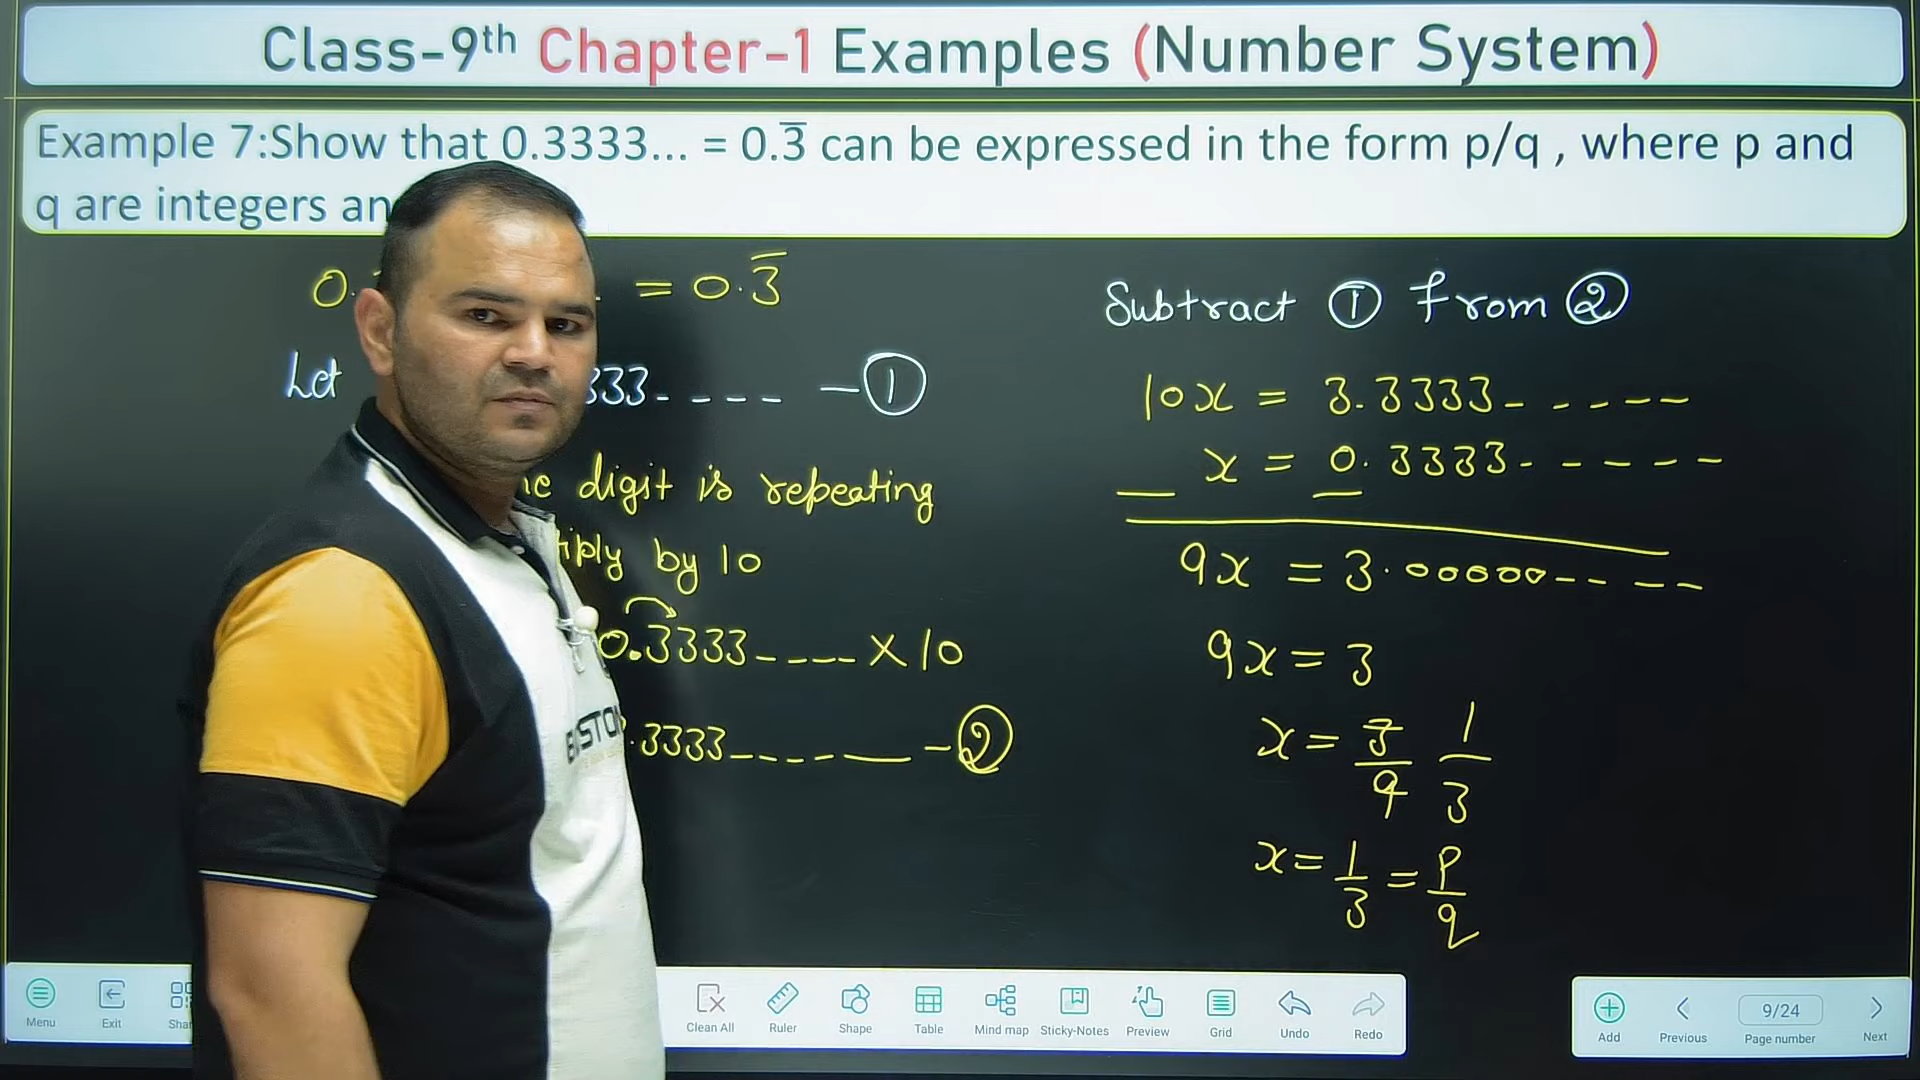 Class-9th Chapter-1 Examples (Number System)
Example 7:Show that 0.3333... = 0.3̅ can be expressed in the form p/q , where p and
q are integers
0. = 0.3̅
Let 333---- —①
digit is repeating
by 10
0.3333---- × 10
.3333------ —②
Subtract ① from ②
10x = 3.3333-----
x = 0.3333-----
— —
9x = 3.00000----
9x = 3
x = 3/9 1/3
x = 1/3 = p/q
Menu
Exit
Clean All
Ruler
Shape
Table
Mind map
Sticky-Notes
Preview
Grid
Undo
Redo
Add
Previous
9/24
Page number
Next